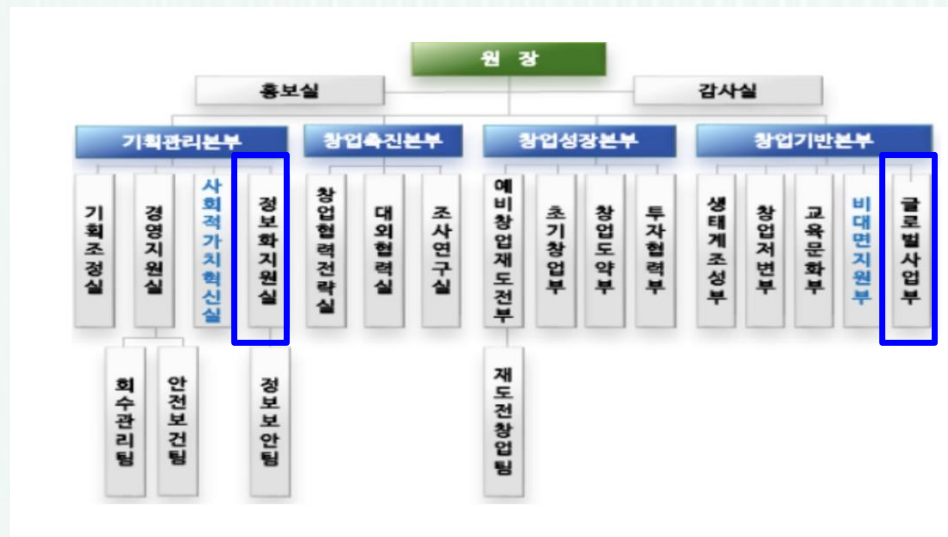 원 장
홍보실
감사실
기획관리본부
창업촉진본부
창업성장본부
창업기반본부
기획조정실
경영지원실
사회적가치혁신실
정보화지원실
창업협력전략실
대외협력실
조사연구실
예비창업재도전부
초기창업부
창업도약부
투자협력부
생태계조성부
창업저변부
교육문화부
비대면지원부
글로벌사업부
회수관리팀
안전보건팀
정보보안팀
재도전창업팀